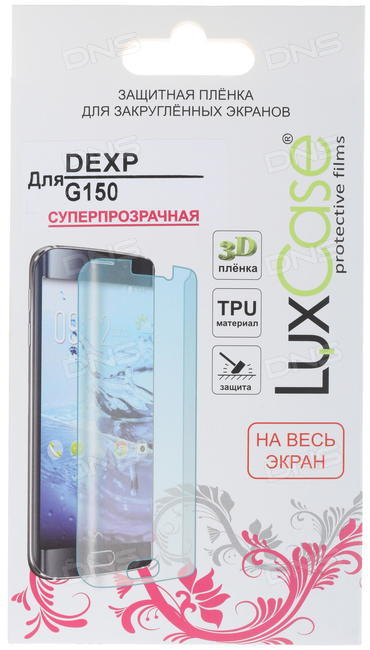 ЗАЩИТНАЯ ПЛЁНКА
ДЛЯ ЗАКРУГЛЁННЫХ ЭКРАНОВ
Для
DEXP
G150
СУПЕРПРОЗРАЧНАЯ
3D
плёнка
TPU
материал
защита
LuxCase®
protective films
НА ВЕСЬ
ЭКРАН
DNS